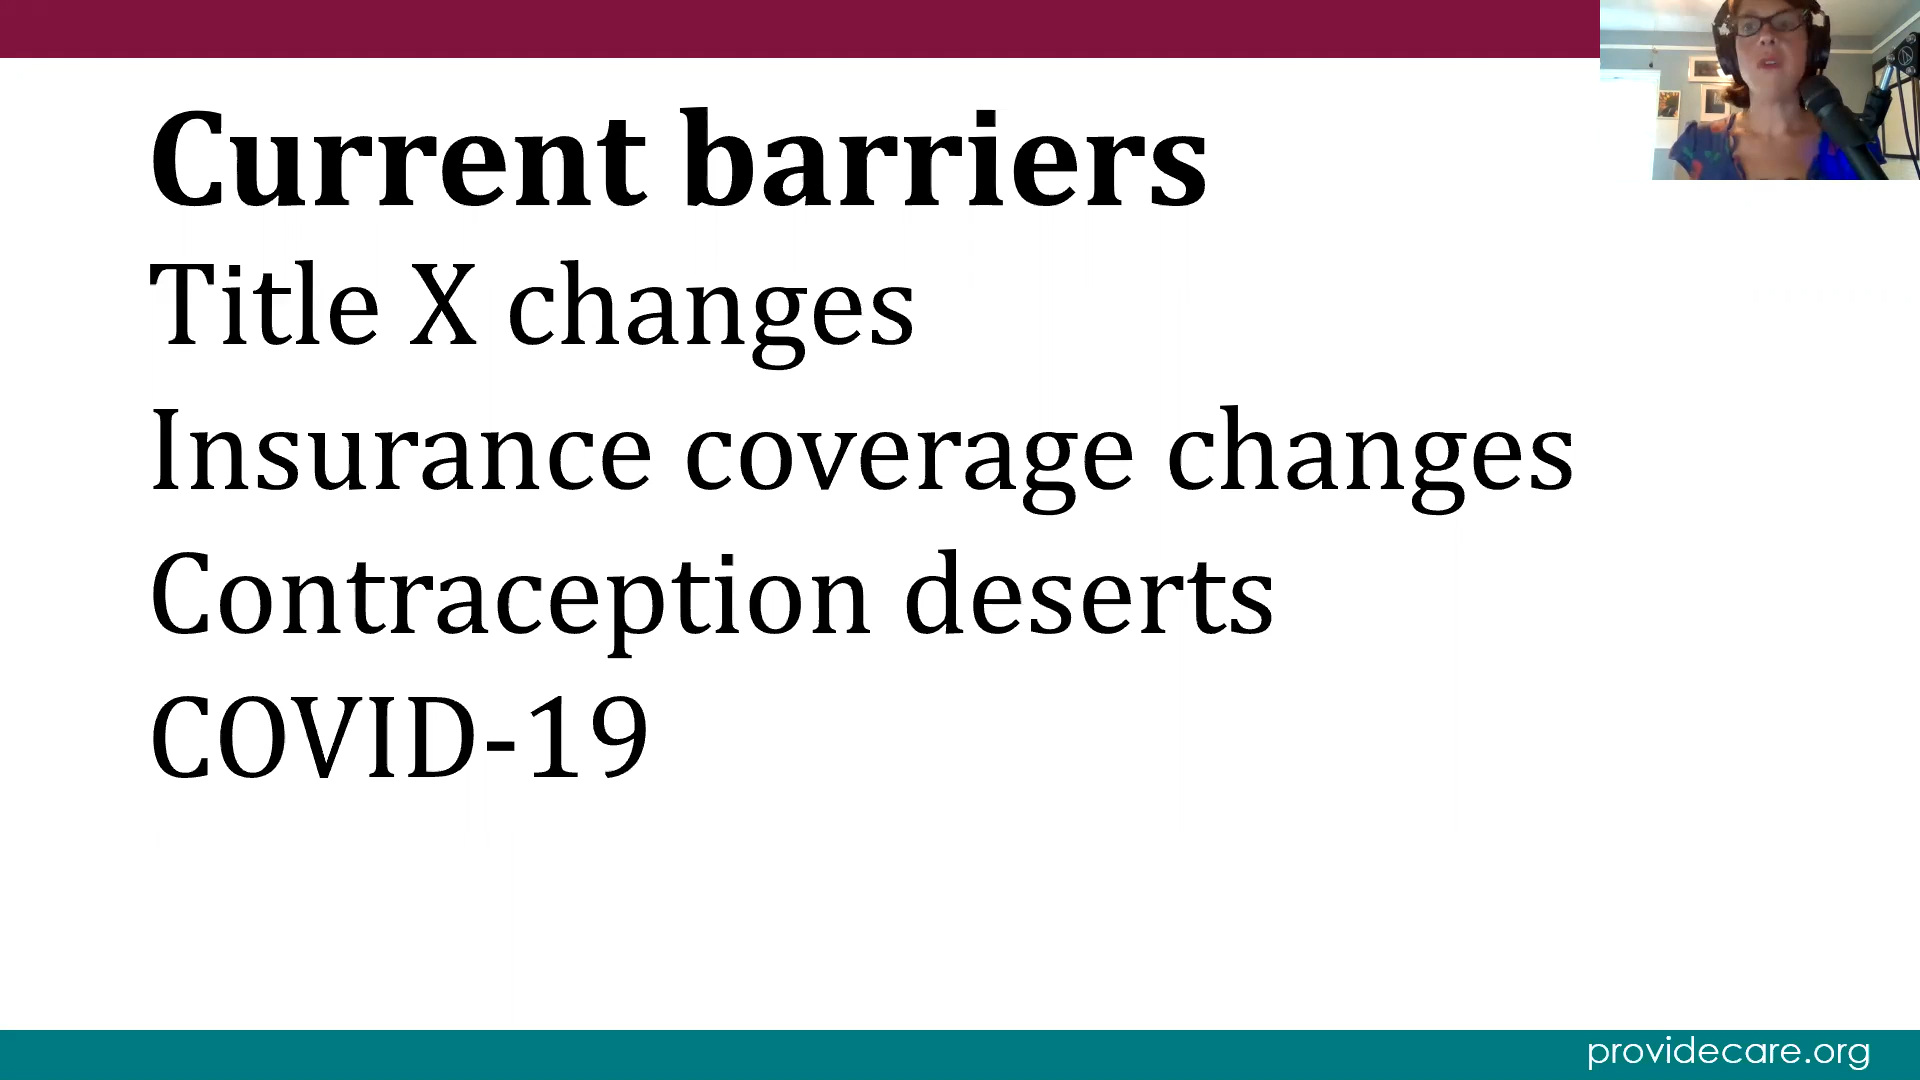 Current barriers
Title X changes
Insurance coverage changes
Contraception deserts
COVID-19
providecare.org